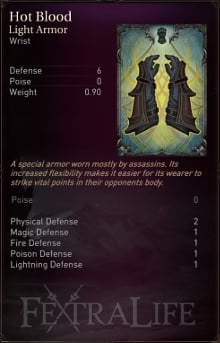 Hot Blood
Light Armor
Wrist
Defense 6
Poise 0
Weight 0.90
A special armor worn mostly by assassins. Its
increased flexibility makes it easier for its wearer to
strike vital points in their opponents body.
Poise 0
Physical Defense 2
Magic Defense 1
Fire Defense 1
Poison Defense 1
Lightning Defense 1
FEXTRALIFE